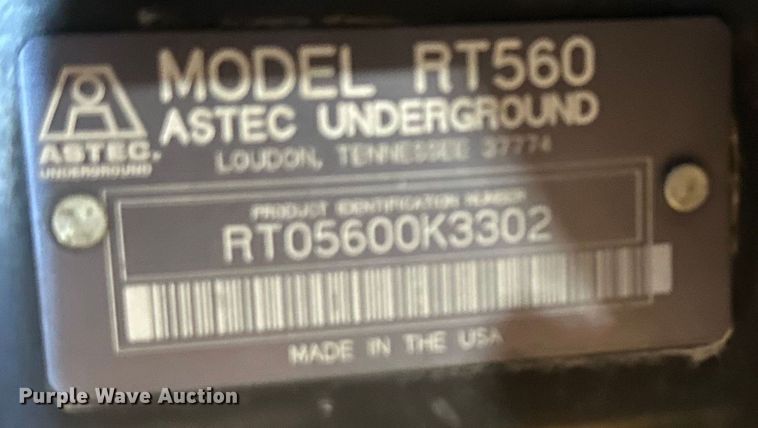 MODEL RT560
ASTEC UNDERGROUND
LOUDON, TENNESSEE 37774
ASTEC.
UNDERGROUND
PRODUCT IDENTIFICATION NUMBER
RT05600K3302
MADE IN THE USA
Purple Wave Auction